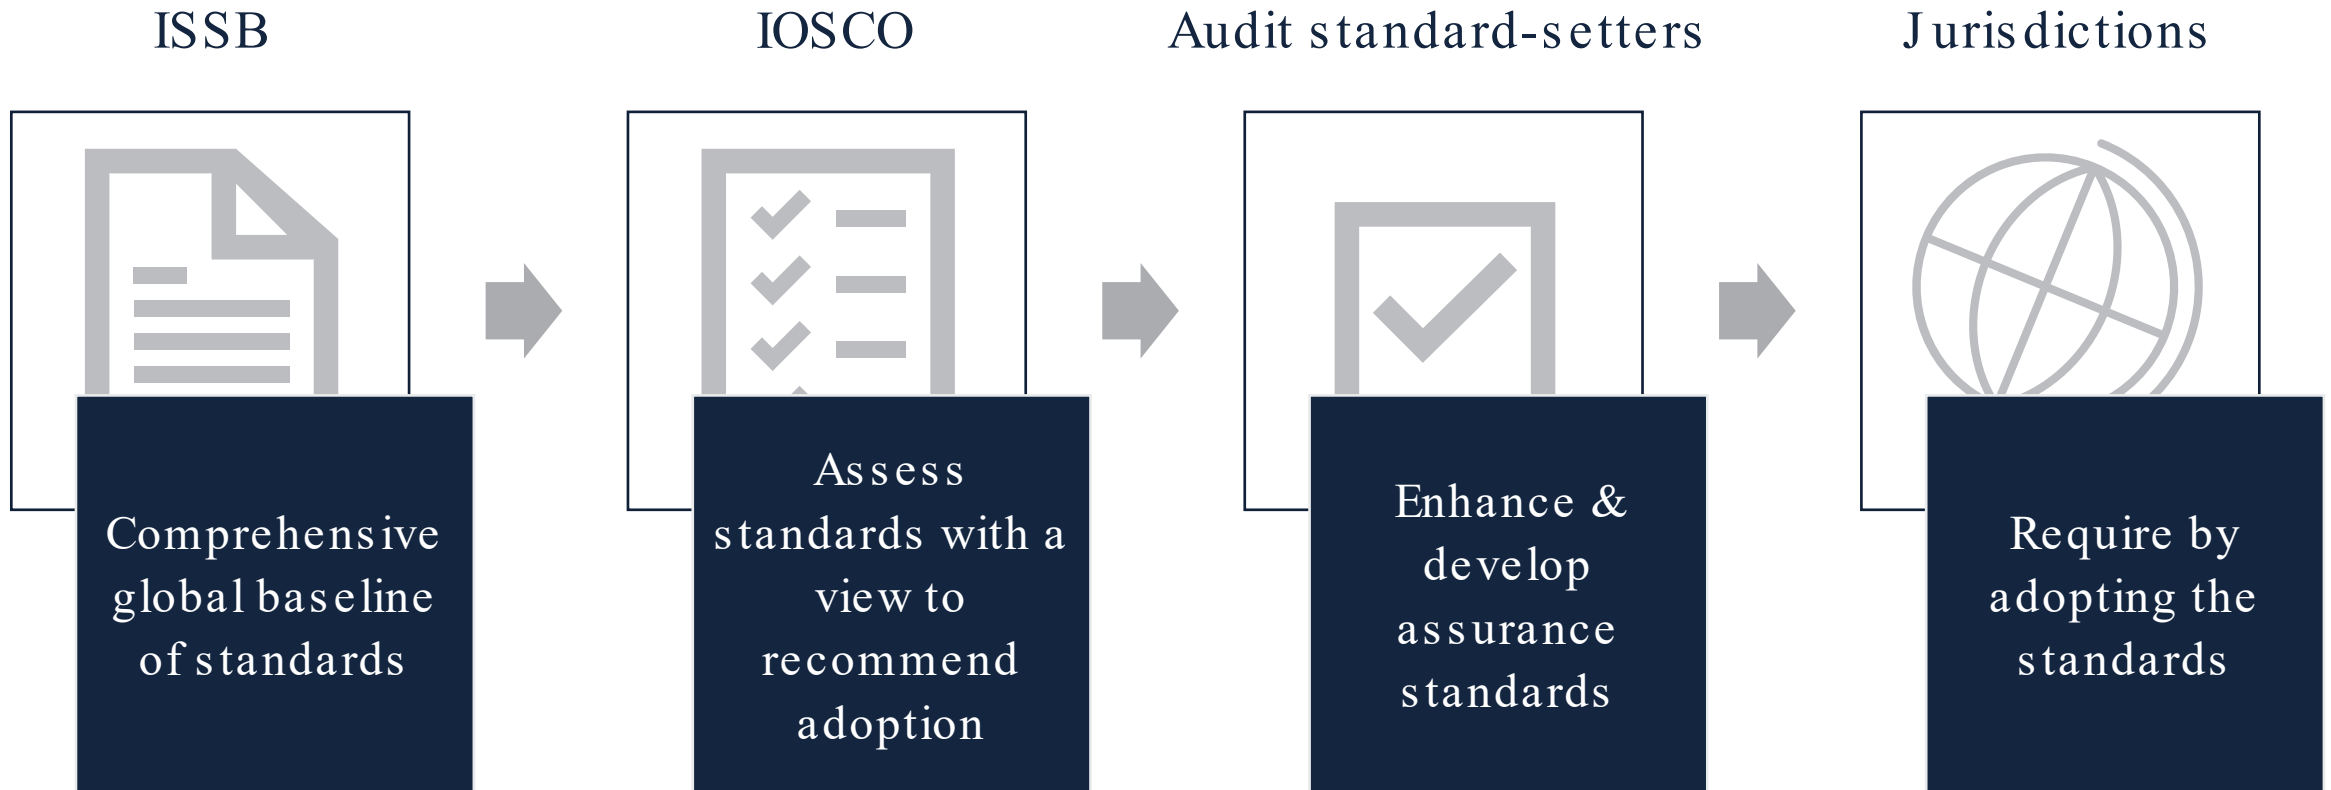 ISSB
IOSCO
Audit standard-setters
Jurisdictions
Comprehensive
global baseline
of standards
Assess
standards with a
view to
recommend
adoption
Enhance &
develop
assurance
standards
Require by
adopting the
standards